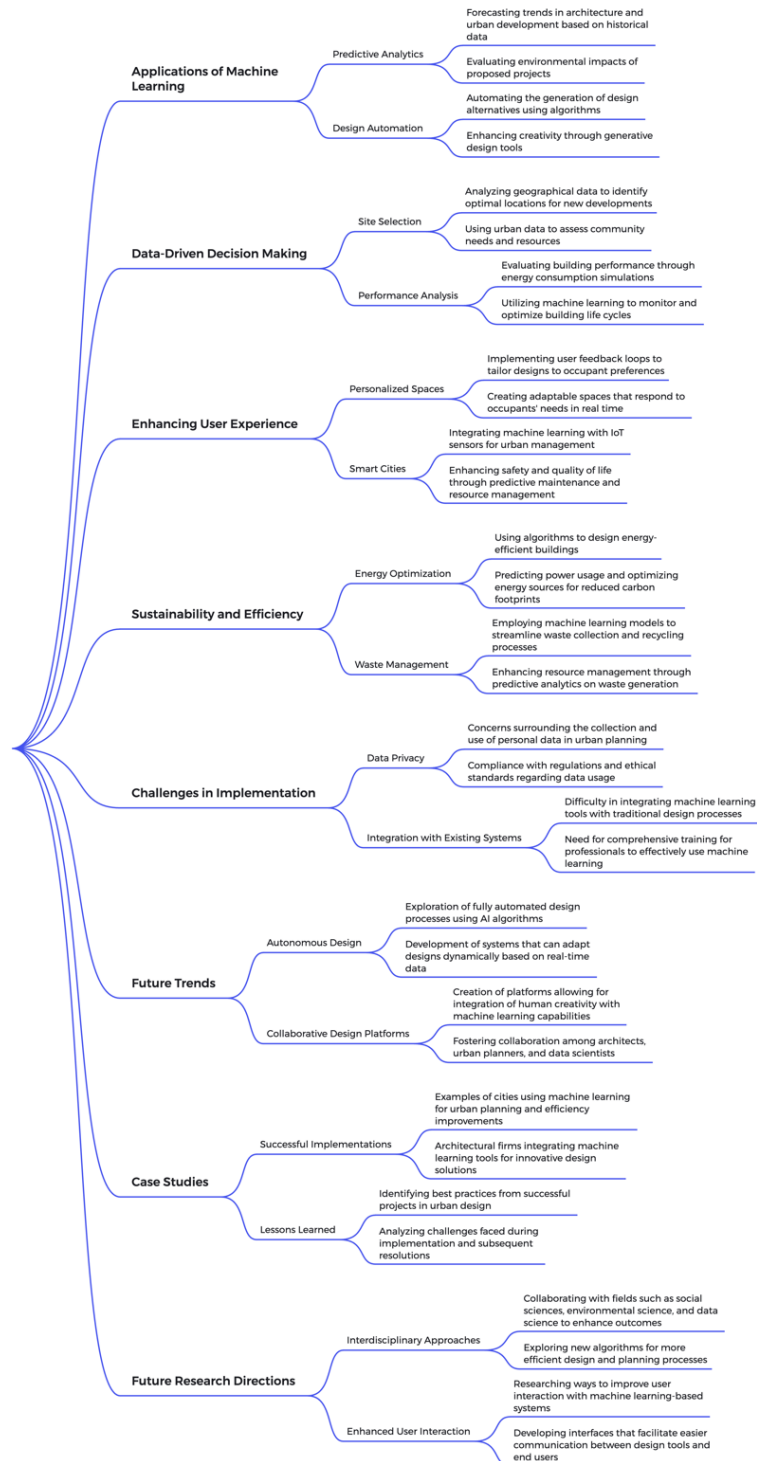 Applications of Machine
Learning
Predictive Analytics
Forecasting trends in architecture and
urban development based on historical
data
Evaluating environmental impacts of
proposed projects
Design Automation
Automating the generation of design
alternatives using algorithms
Enhancing creativity through generative
design tools
Data-Driven Decision Making
Site Selection
Analyzing geographical data to identify
optimal locations for new developments
Using urban data to assess community
needs and resources
Performance Analysis
Evaluating building performance through
energy consumption simulations
Utilizing machine learning to monitor and
optimize building life cycles
Enhancing User Experience
Personalized Spaces
Implementing user feedback loops to
tailor designs to occupant preferences
Creating adaptable spaces that respond to
occupants' needs in real time
Smart Cities
Integrating machine learning with IoT
sensors for urban management
Enhancing safety and quality of life
through predictive maintenance and
resource management
Sustainability and Efficiency
Energy Optimization
Using algorithms to design energy-
efficient buildings
Predicting power usage and optimizing
energy sources for reduced carbon
footprints
Waste Management
Employing machine learning models to
streamline waste collection and recycling
processes
Enhancing resource management through
predictive analytics on waste generation
Challenges in Implementation
Data Privacy
Concerns surrounding the collection and
use of personal data in urban planning
Compliance with regulations and ethical
standards regarding data usage
Integration with Existing Systems
Difficulty in integrating machine learning
tools with traditional design processes
Need for comprehensive training for
professionals to effectively use machine
learning
Future Trends
Autonomous Design
Exploration of fully automated design
processes using AI algorithms
Development of systems that can adapt
designs dynamically based on real-time
data
Collaborative Design Platforms
Creation of platforms allowing for
integration of human creativity with
machine learning capabilities
Fostering collaboration among architects,
urban planners, and data scientists
Case Studies
Successful Implementations
Examples of cities using machine learning
for urban planning and efficiency
improvements
Architectural firms integrating machine
learning tools for innovative design
solutions
Lessons Learned
Identifying best practices from successful
projects in urban design
Analyzing challenges faced during
implementation and subsequent
resolutions
Future Research Directions
Interdisciplinary Approaches
Collaborating with fields such as social
sciences, environmental science, and data
science to enhance outcomes
Exploring new algorithms for more
efficient design and planning processes
Enhanced User Interaction
Researching ways to improve user
interaction with machine learning-based
systems
Developing interfaces that facilitate easier
communication between design tools and
end users